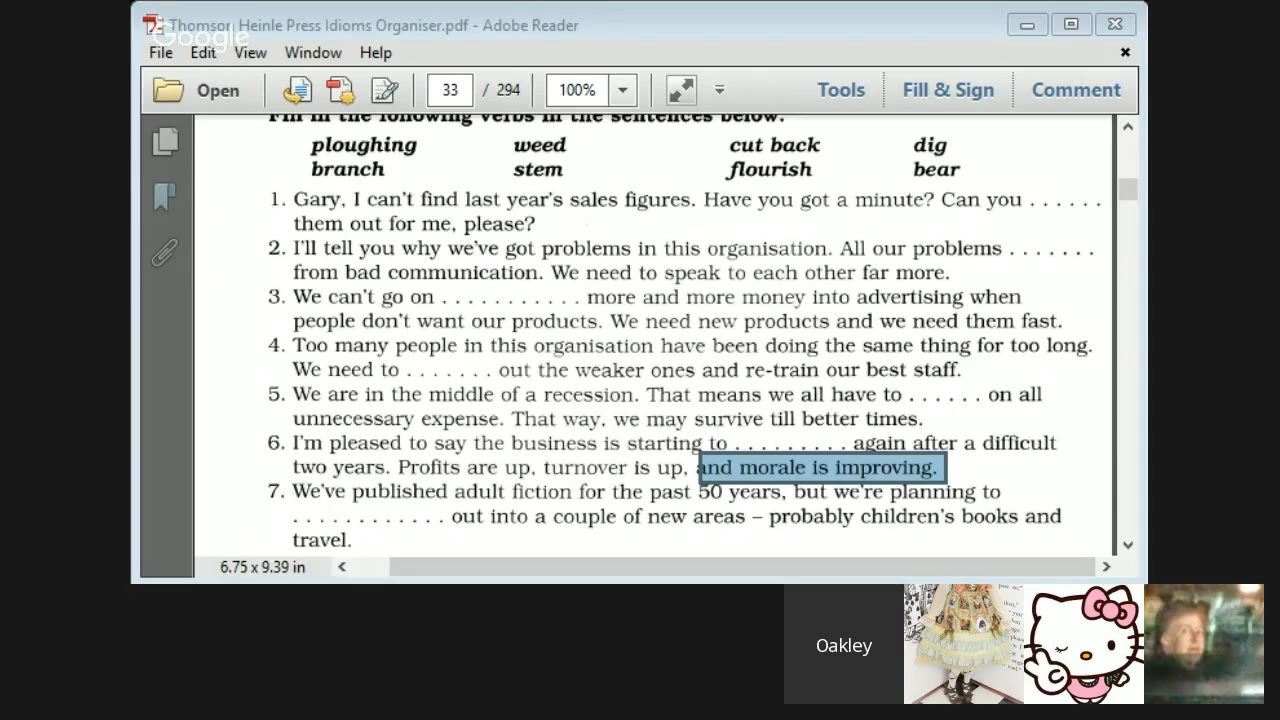 Thomson Heinle Press Idioms Organiser.pdf - Adobe Reader
Google
File Edit View Window Help
Open 33 / 294 100% Tools Fill & Sign Comment
Fill in the following verbs in the sentences below.
ploughing weed cut back dig
branch stem flourish bear
1. Gary, I can't find last year's sales figures. Have you got a minute? Can you . . . . . .
them out for me, please?
2. I'll tell you why we've got problems in this organisation. All our problems . . . . . . .
from bad communication. We need to speak to each other far more.
3. We can't go on . . . . . . . . . . . more and more money into advertising when
people don't want our products. We need new products and we need them fast.
4. Too many people in this organisation have been doing the same thing for too long.
We need to . . . . . . . out the weaker ones and re-train our best staff.
5. We are in the middle of a recession. That means we all have to . . . . . . on all
unnecessary expense. That way, we may survive till better times.
6. I'm pleased to say the business is starting to . . . . . . . . . again after a difficult
two years. Profits are up, turnover is up, and morale is improving.
7. We've published adult fiction for the past 50 years, but we're planning to
. . . . . . . . . . . . out into a couple of new areas – probably children's books and
travel.
6.75 x 9.39 in
Oakley